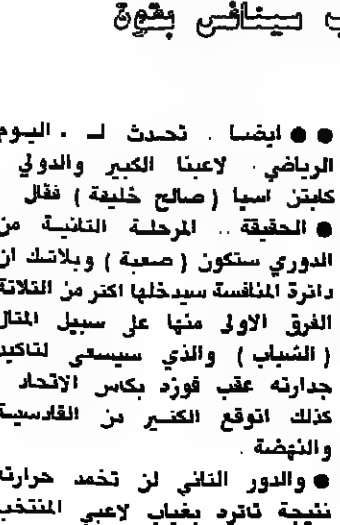 ب سينافس بقوة
●● ايضا . تحدث لـ . اليوم
الرياضي . لاعبنا الكبير والدولي
كابتن اسيا ( صالح خليفة ) فقال
● الحقيقة .. المرحلة الثانية من
الدوري ستكون ( صعبة ) وبلاشك ان
دائرة المنافسة سيدخلها اكثر من الثلاثة
الفرق الاولى منها على سبيل المثال
( الشباب ) والذي سيسعى لتاكيد
جدارته عقب فوزه بكاس الاتحاد .
كذلك اتوقع الكثير من القادسية
والنهضة .
● والدور الثاني لن تخمد حرارته
نتيجة تاثره بغياب لاعبي المنتخب